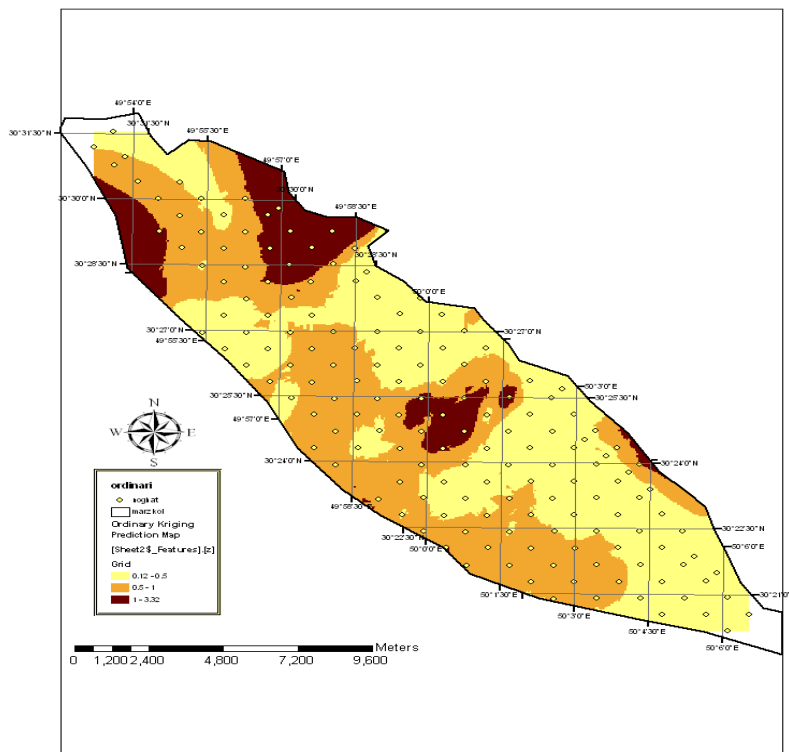 49°54'0"E
30°31'30"N
30°31'30"N
49°55'30"E
49°57'0"E
30°30'0"N
30°30'0"N
49°58'30"E
30°28'30"N
30°28'30"N
50°0'0"E
30°27'0"N
30°27'0"N
49°55'30"E
50°3'0"E
30°25'30"N
30°25'30"N
49°57'0"E
N
W E
S
30°24'0"N
30°24'0"N
ordinari
noghat
marzkol
Ordinary Kriging
Prediction Map
[Sheet2$_Features].[z]
Grid
0.12 - 0.5
0.5 - 1
1 - 3.32
49°58'30"E
30°22'30"N
30°22'30"N
50°0'0"E
50°6'0"E
30°21'0"N
50°1'30"E
50°3'0"E
50°4'30"E
50°6'0"E
Meters
0 1,200 2,400 4,800 7,200 9,600